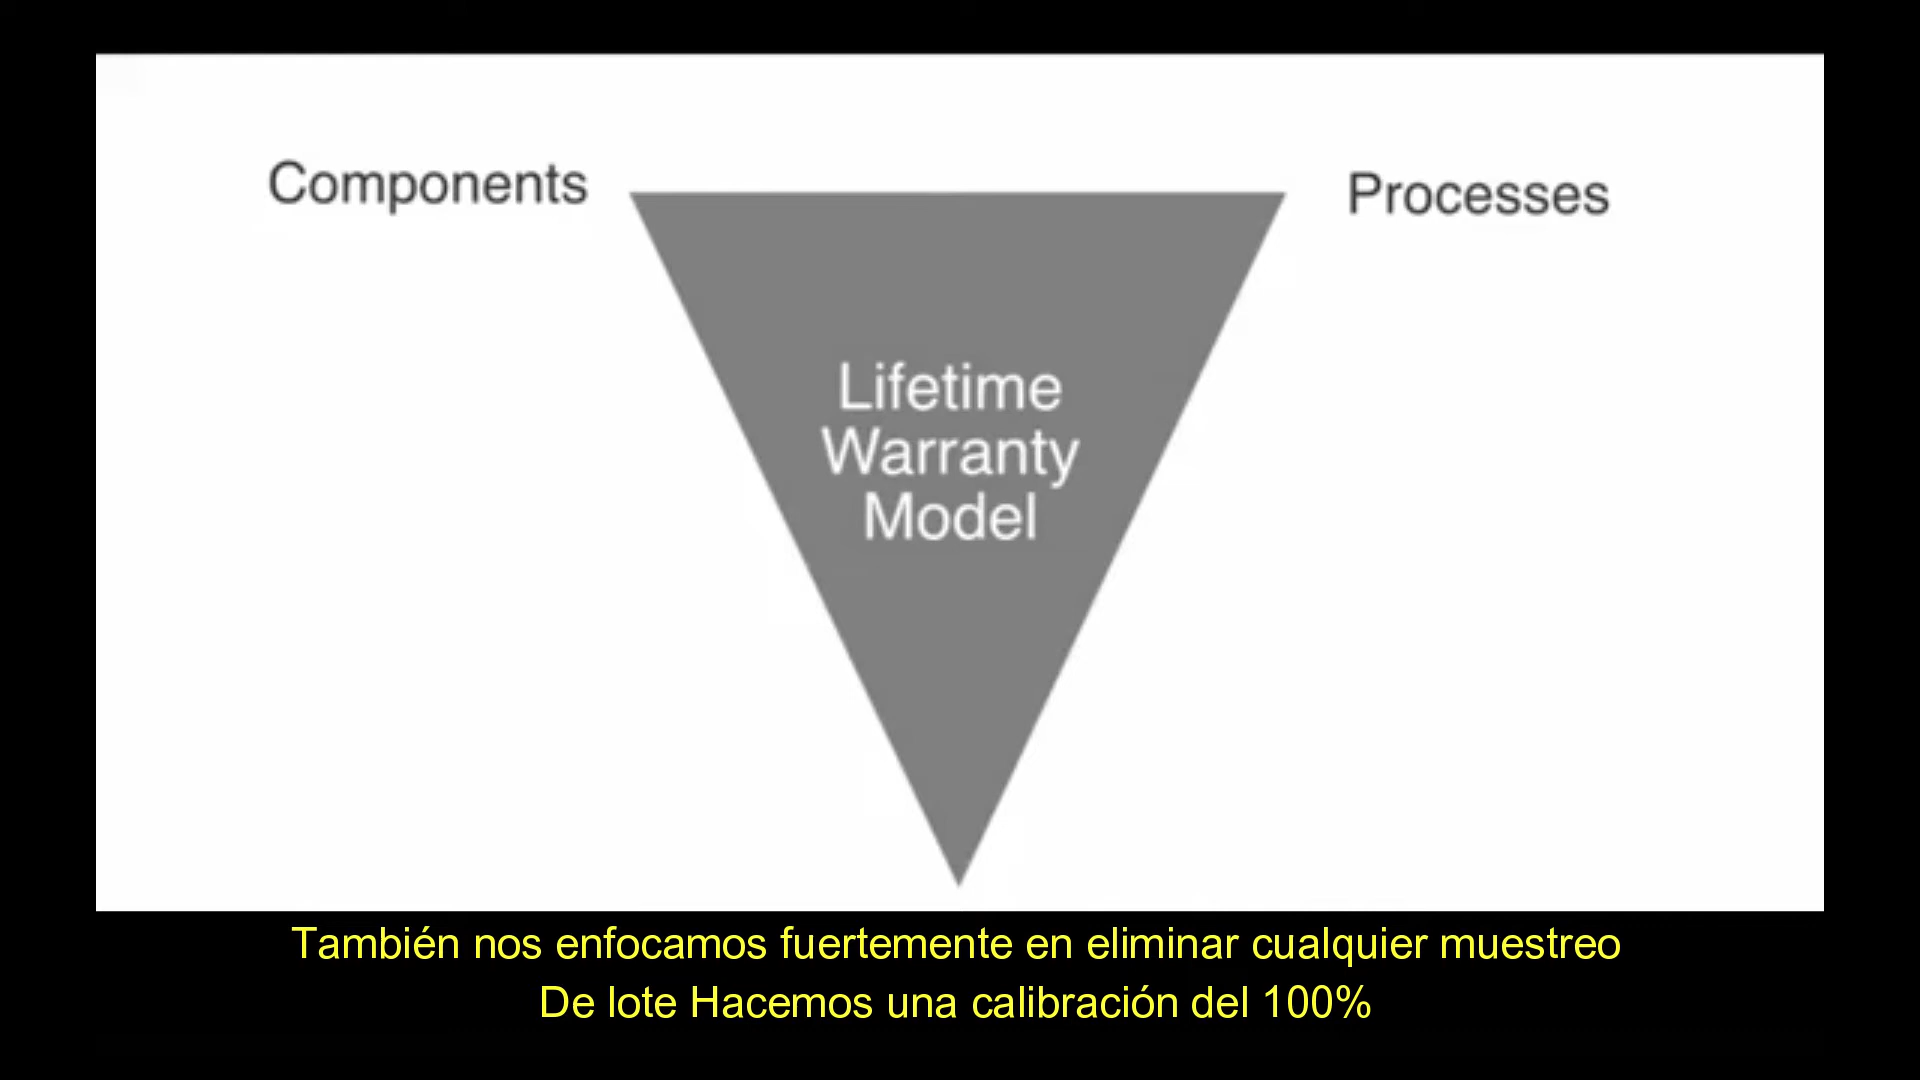 Components
Processes
Lifetime
Warranty
Model
También nos enfocamos fuertemente en eliminar cualquier muestreo
De lote Hacemos una calibración del 100%